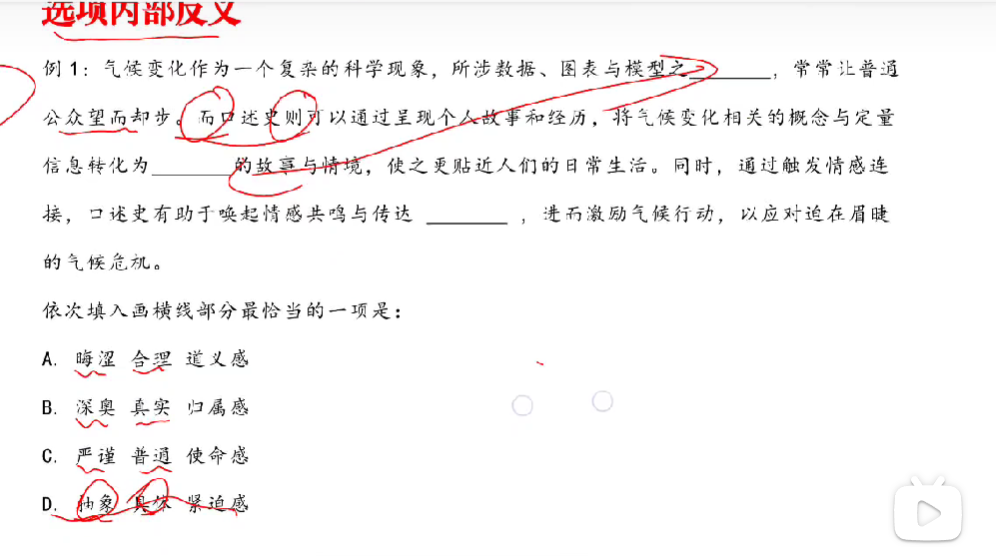 选项内部反义
例1：气候变化作为一个复杂的科学现象，所涉数据、图表与模型之________，常常让普通
公众望而却步。而口述史则可以通过呈现个人故事和经历，将气候变化相关的概念与定量
信息转化为________的故事与情境，使之更贴近人们的日常生活。同时，通过触发情感连
接，口述史有助于唤起情感共鸣与传达 ________ ，进而激励气候行动，以应对迫在眉睫
的气候危机。
依次填入画横线部分最恰当的一项是：
A. 晦涩 合理 道义感
B. 深奥 真实 归属感
C. 严谨 普通 使命感
D. 抽象 具体 紧迫感